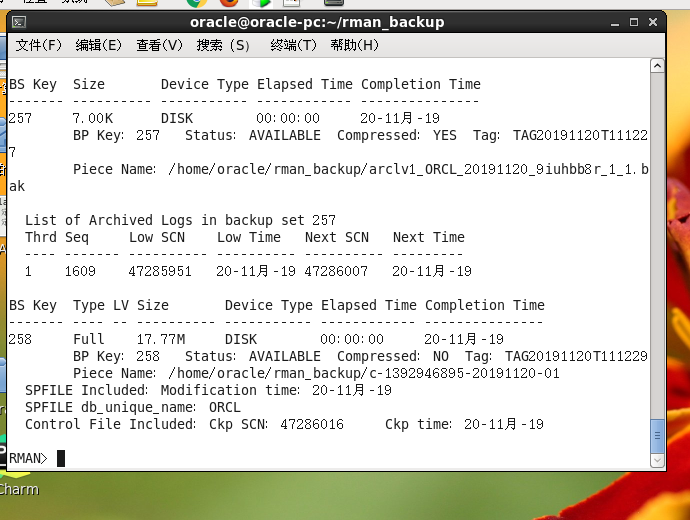 oracle@oracle-pc:~/rman_backup
文件(F) 编辑(E) 查看(V) 搜索 (S) 终端(T) 帮助(H)
BS Key  Size       Device Type Elapsed Time Completion Time
------- ---------- ----------- ------------ ---------------
257     7.00K      DISK        00:00:00     20-11月-19
        BP Key: 257   Status: AVAILABLE  Compressed: YES  Tag: TAG20191120T11122
7
        Piece Name: /home/oracle/rman_backup/arclv1_ORCL_20191120_9iuhbb8r_1_1.b
ak
  List of Archived Logs in backup set 257
  Thrd Seq     Low SCN    Low Time   Next SCN   Next Time
  ---- ------- ---------- ---------- ---------- ---------
  1    1609    47285951   20-11月-19 47286007   20-11月-19
BS Key  Type LV Size       Device Type Elapsed Time Completion Time
------- ---- -- ---------- ----------- ------------ ---------------
258     Full    17.77M     DISK        00:00:00     20-11月-19
        BP Key: 258   Status: AVAILABLE  Compressed: NO  Tag: TAG20191120T111229
        Piece Name: /home/oracle/rman_backup/c-1392946895-20191120-01
  SPFILE Included: Modification time: 20-11月-19
  SPFILE db_unique_name: ORCL
  Control File Included: Ckp SCN: 47286016     Ckp time: 20-11月-19
RMAN>
Charm